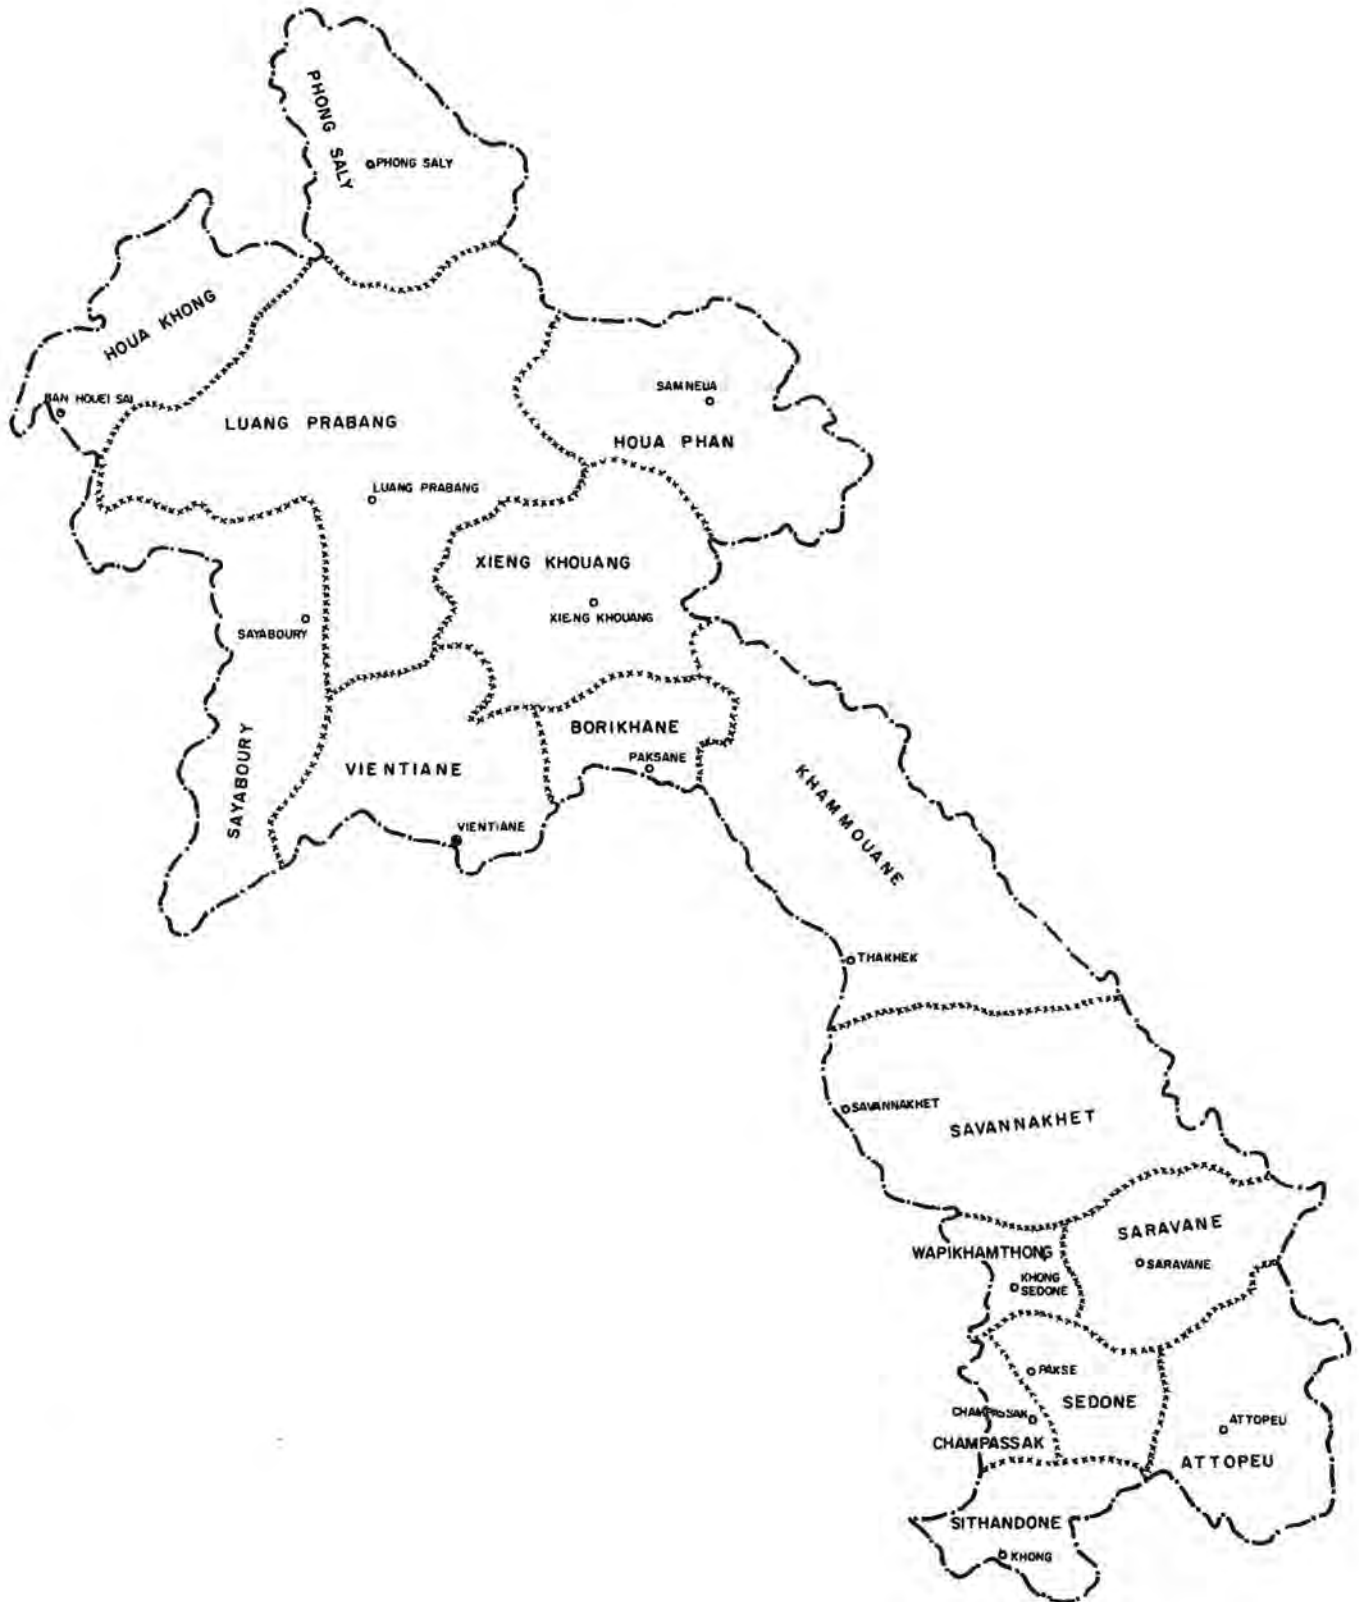 PHONG SALY
PHONG SALY
HOUA KHONG
BAN HOUEI SAI
SAMNEUA
LUANG PRABANG
HOUA PHAN
LUANG PRABANG
XIENG KHOUANG
XIENG KHOUANG
SAYABOURY
SAYABOURY
BORIKHANE
PAKSANE
VIENTIANE
VIENTIANE
KHAMMOUANE
THAKHEK
SAVANNAKHET
SAVANNAKHET
SARAVANE
WAPIKHAMTHONG
SARAVANE
KHONG
SEDONE
PAKSE
SEDONE
CHAMPASSAK
CHAMPASSAK
ATTOPEU
ATTOPEU
SITHANDONE
KHONG